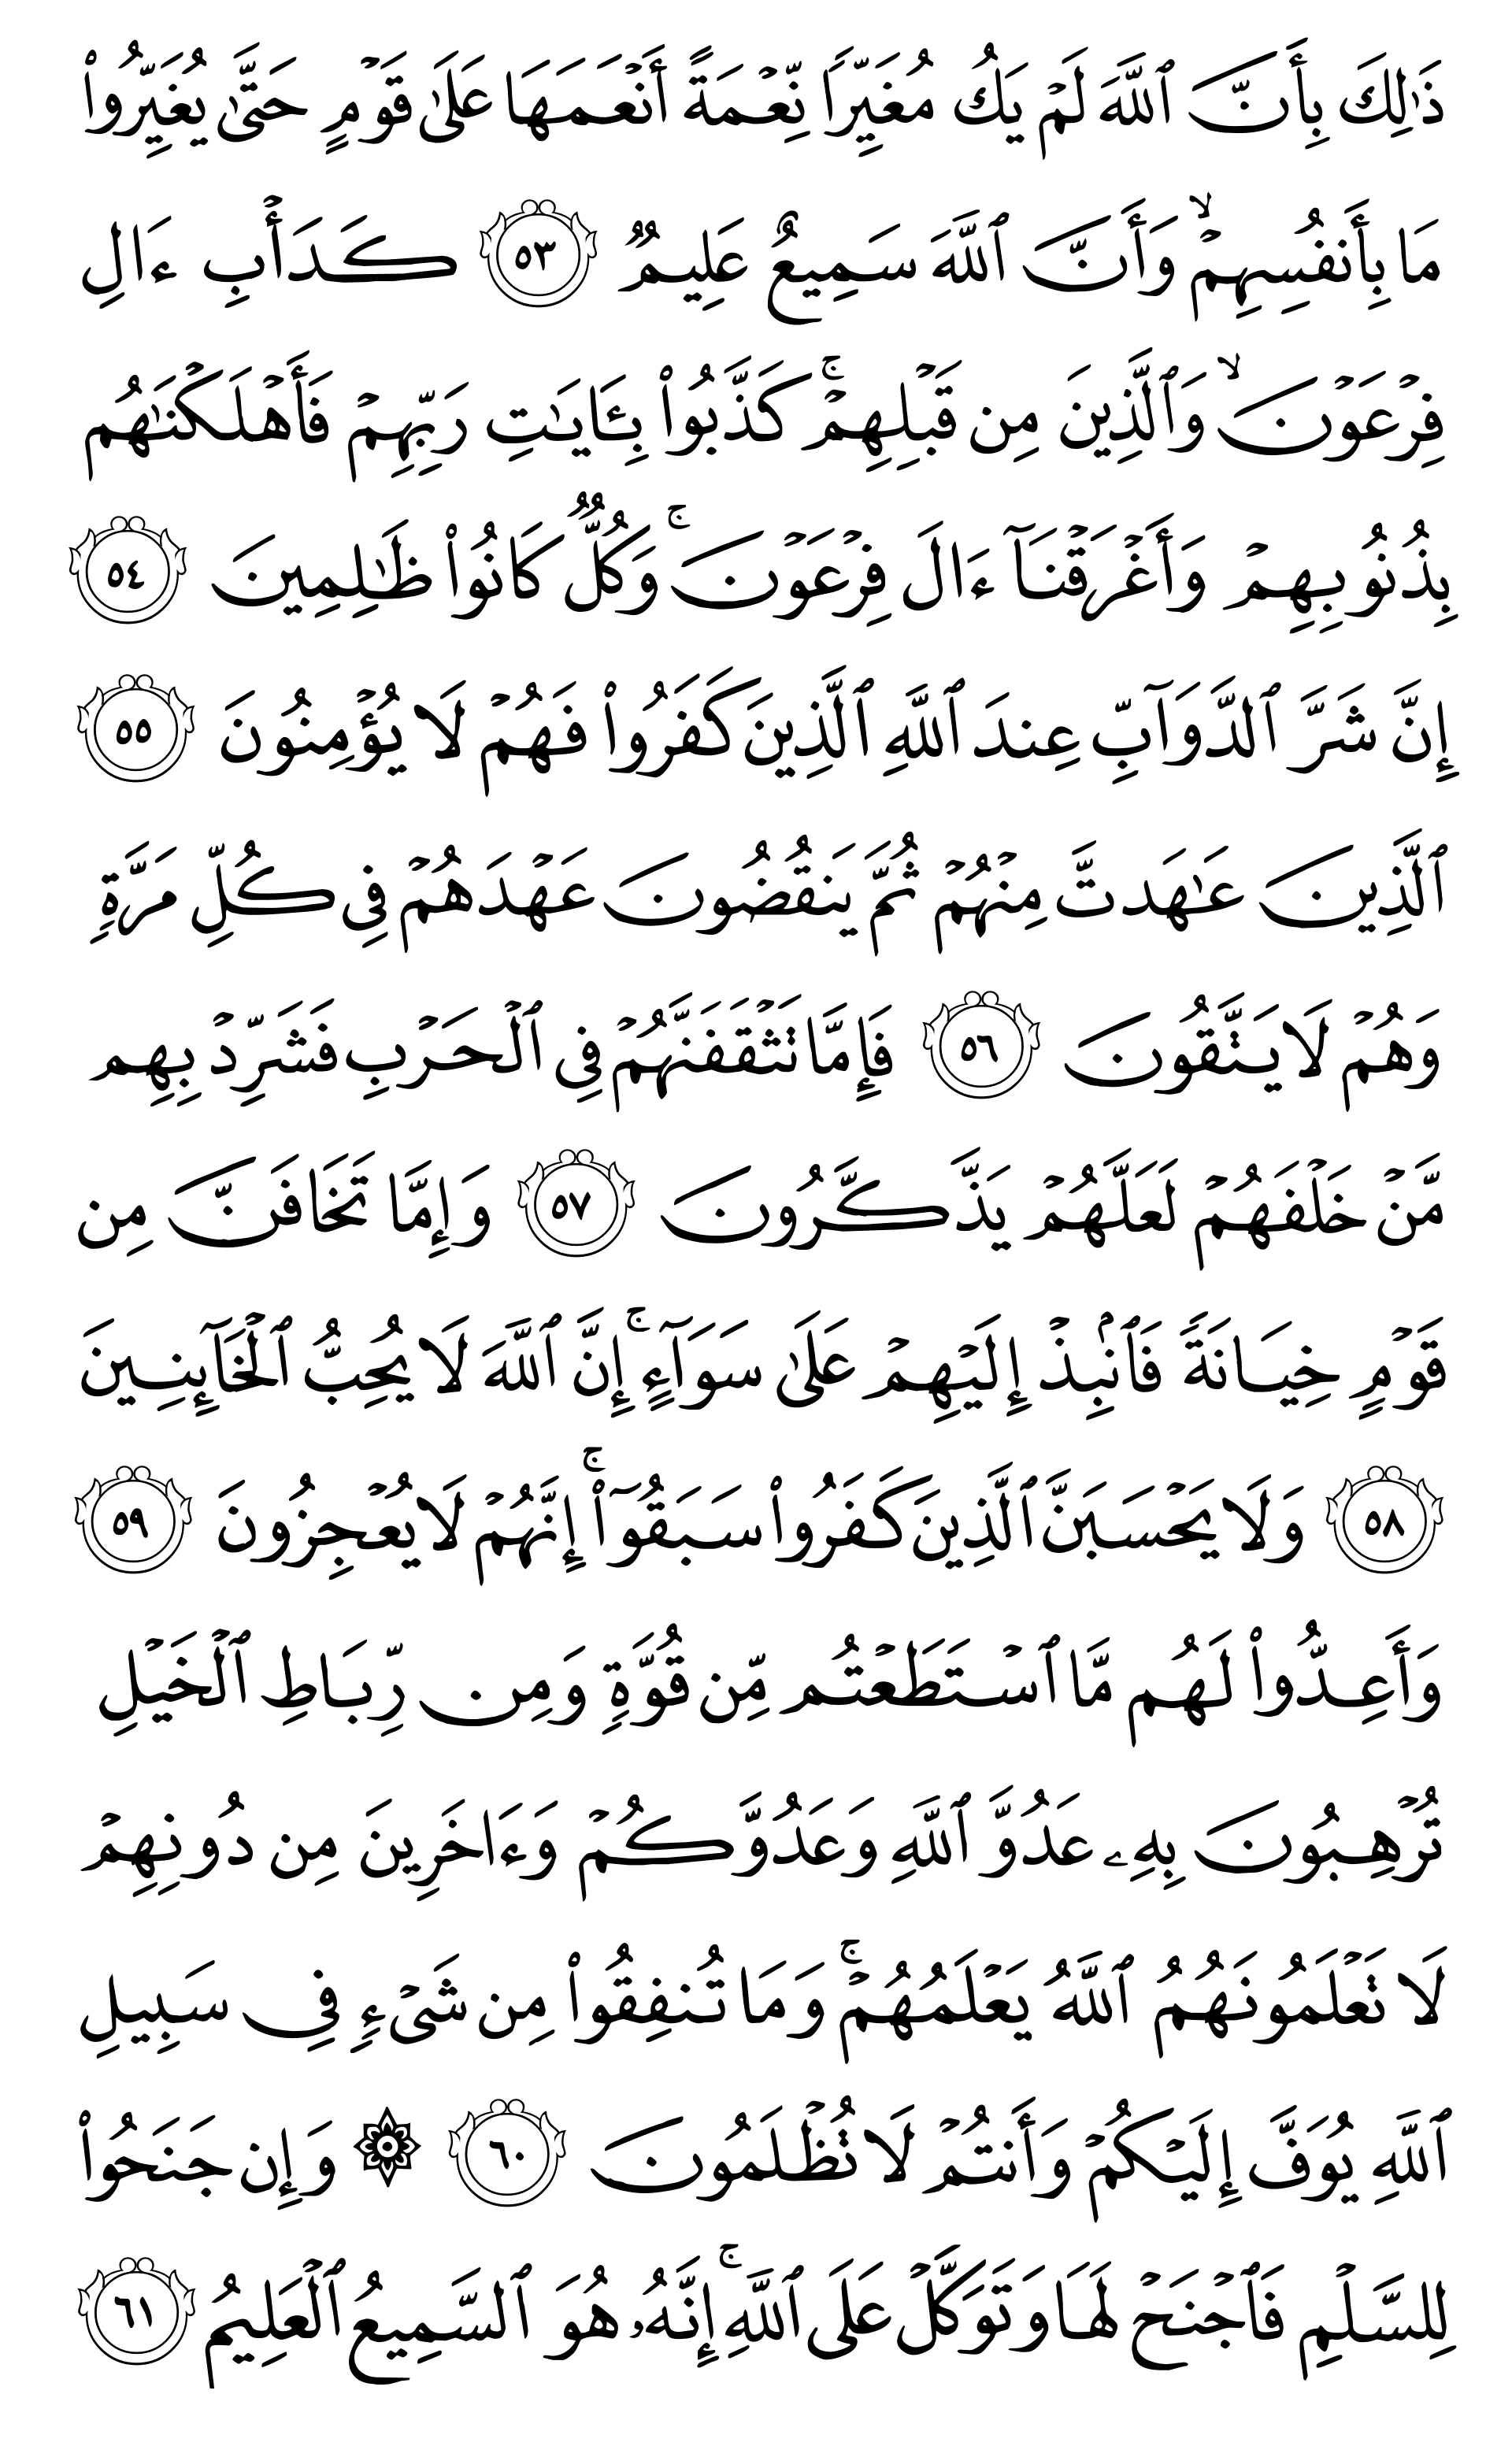 ذَٰلِكَ بِأَنَّ ٱللَّهَ لَمۡ يَكُ مُغَيِّرٗا نِّعۡمَةً أَنۡعَمَهَا عَلَىٰ قَوۡمٍ حَتَّىٰ يُغَيِّرُواْ
مَا بِأَنفُسِهِمۡۙ وَأَنَّ ٱللَّهَ سَمِيعٌ عَلِيمٞ ٥٣ كَدَأۡبِ ءَالِ
فِرۡعَوۡنَۙ وَٱلَّذِينَ مِن قَبۡلِهِمۡۚ كَذَّبُواْ بِـَٔايَٰتِ رَبِّهِمۡ فَأَهۡلَكۡنَٰهُم
بِذُنُوبِهِمۡ وَأَغۡرَقۡنَآ ءَالَ فِرۡعَوۡنَۚ وَكُلّٞ كَانُواْ ظَٰلِمِينَ ٥٤
إِنَّ شَرَّ ٱلدَّوَآبِّ عِندَ ٱللَّهِ ٱلَّذِينَ كَفَرُواْ فَهُمۡ لَا يُؤۡمِنُونَ ٥٥
ٱلَّذِينَ عَٰهَدتَّ مِنۡهُمۡ ثُمَّ يَنقُضُونَ عَهۡدَهُمۡ فِي كُلِّ مَرَّةٖ
وَهُمۡ لَا يَتَّقُونَ ٥٦ فَإِمَّا تَثۡقَفَنَّهُمۡ فِي ٱلۡحَرۡبِ فَشَرِّدۡ بِهِم
مَّنۡ خَلۡفَهُمۡ لَعَلَّهُمۡ يَذَّكَّرُونَ ٥٧ وَإِمَّا تَخَافَنَّ مِن
قَوۡمٍ خِيَانَةٗ فَٱنۢبِذۡ إِلَيۡهِمۡ عَلَىٰ سَوَآءٍۚ إِنَّ ٱللَّهَ لَا يُحِبُّ ٱلۡخَآئِنِينَ
٥٨ وَلَا يَحۡسَبَنَّ ٱلَّذِينَ كَفَرُواْ سَبَقُوٓاْۚ إِنَّهُمۡ لَا يُعۡجِزُونَ ٥٩
وَأَعِدُّواْ لَهُم مَّا ٱسۡتَطَعۡتُم مِّن قُوَّةٖ وَمِن رِّبَاطِ ٱلۡخَيۡلِ
تُرۡهِبُونَ بِهِۦ عَدُوَّ ٱللَّهِ وَعَدُوَّكُمۡ وَءَاخَرِينَ مِن دُونِهِمۡ
لَا تَعۡلَمُونَهُمُ ٱللَّهُ يَعۡلَمُهُمۡۚ وَمَا تُنفِقُواْ مِن شَيۡءٖ فِي سَبِيلِ
ٱللَّهِ يُوَفَّ إِلَيۡكُمۡ وَأَنتُمۡ لَا تُظۡلَمُونَ ٦٠ ۞ وَإِن جَنَحُواْ
لِلسَّلۡمِ فَٱجۡنَحۡ لَهَا وَتَوَكَّلۡ عَلَى ٱللَّهِۚ إِنَّهُۥ هُوَ ٱلسَّمِيعُ ٱلۡعَلِيمُ ٦١